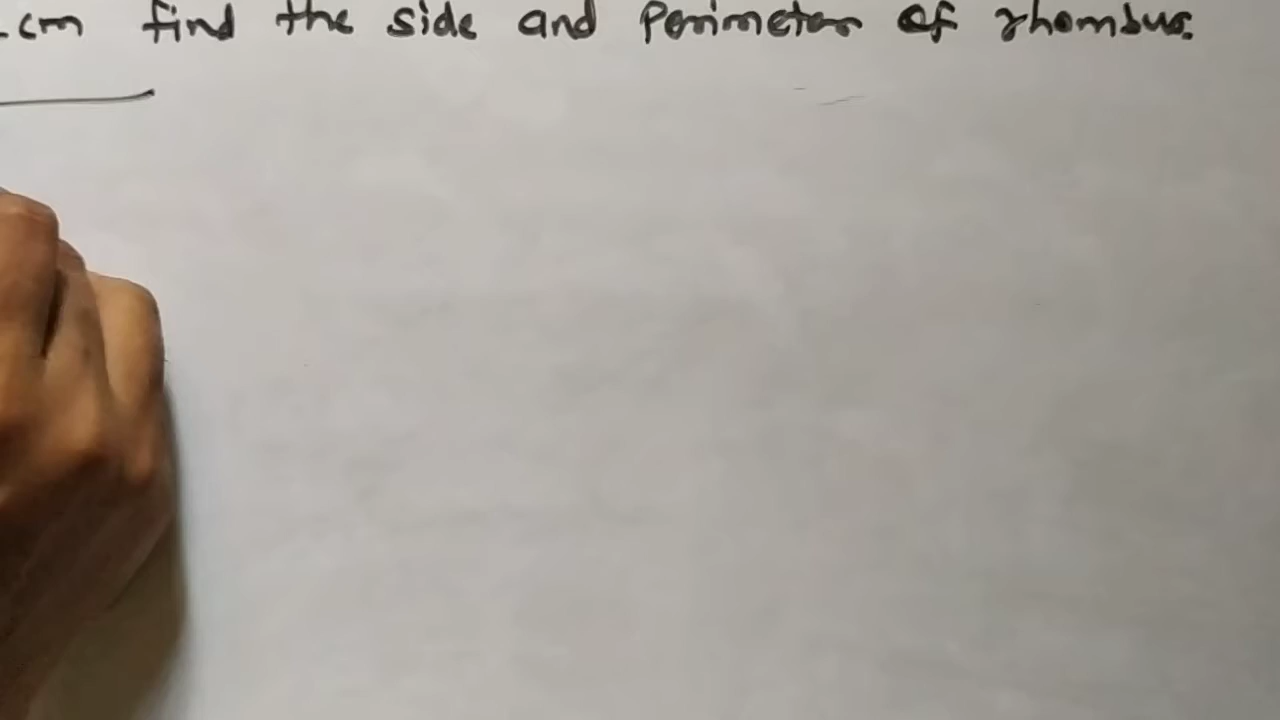 cm find the side and Perimeter of rhombus.